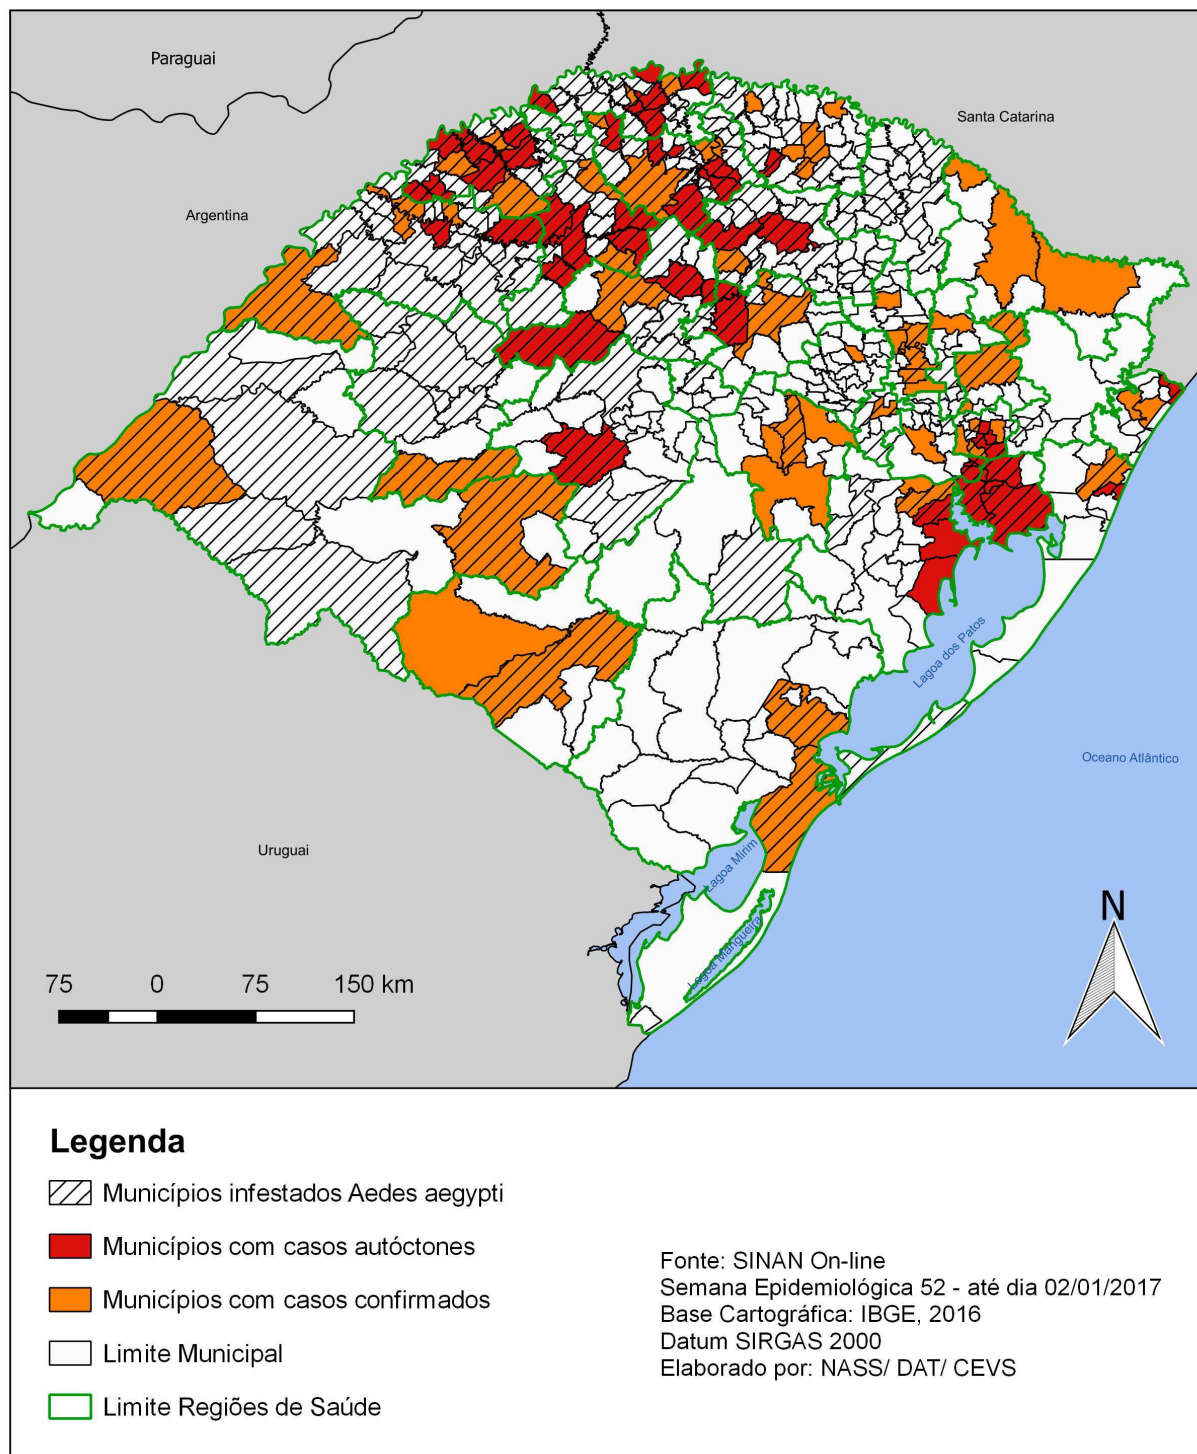 Paraguai
Santa Catarina
Argentina
Lagoa dos Patos
Oceano Atlântico
Uruguai
Lagoa Mirim
N
Lagoa Mangueira
75 0 75 150 km
Legenda
Municípios infestados Aedes aegypti
Municípios com casos autóctones
Municípios com casos confirmados
Limite Municipal
Limite Regiões de Saúde
Fonte: SINAN On-line
Semana Epidemiológica 52 - até dia 02/01/2017
Base Cartográfica: IBGE, 2016
Datum SIRGAS 2000
Elaborado por: NASS/ DAT/ CEVS